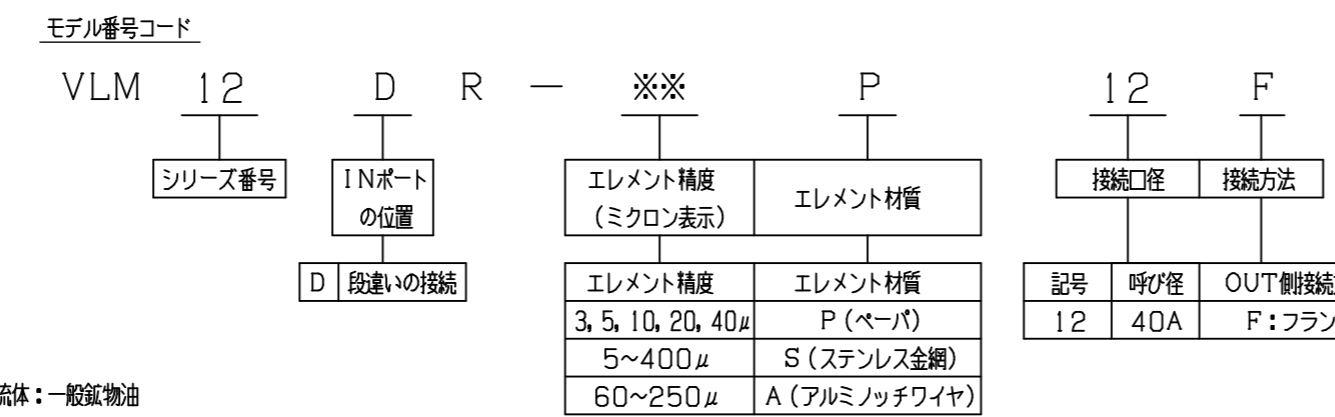 モデル番号コード
VLM 12 D R − ※※ P 12 F
シリーズ番号
INポート
の位置
エレメント精度
(ミクロン表示)
エレメント材質
接続口径 接続方法
D 段違いの接続
エレメント精度 エレメント材質
3, 5, 10, 20, 40μ P(ペーパ)
5~400μ S(ステンレス金網)
60~250μ A(アルミノッチワイヤ)
記号 呼び径 OUT側接続
12 40A F:フラン
流体:一般鉱物油